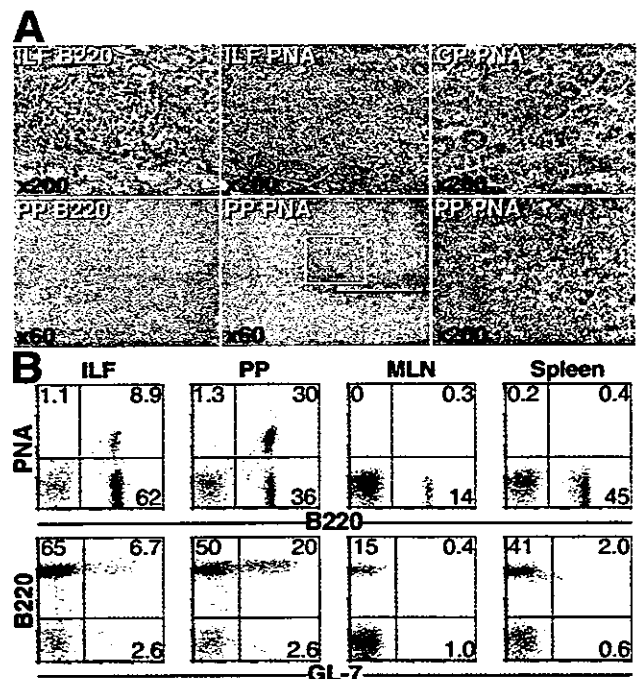 A
ILF B220 ILF PNA CP PNA
x200 x200 x200
PP B220 PP PNA PP PNA
x60 x60 x200
B
ILF PP MLN Spleen
PNA
1.1 8.9 1.3 30 0 0.3 0.2 0.4
62 36 14 45
B220
B220
65 6.7 50 20 15 0.4 41 2.0
2.6 2.6 1.0 0.6
GL-7